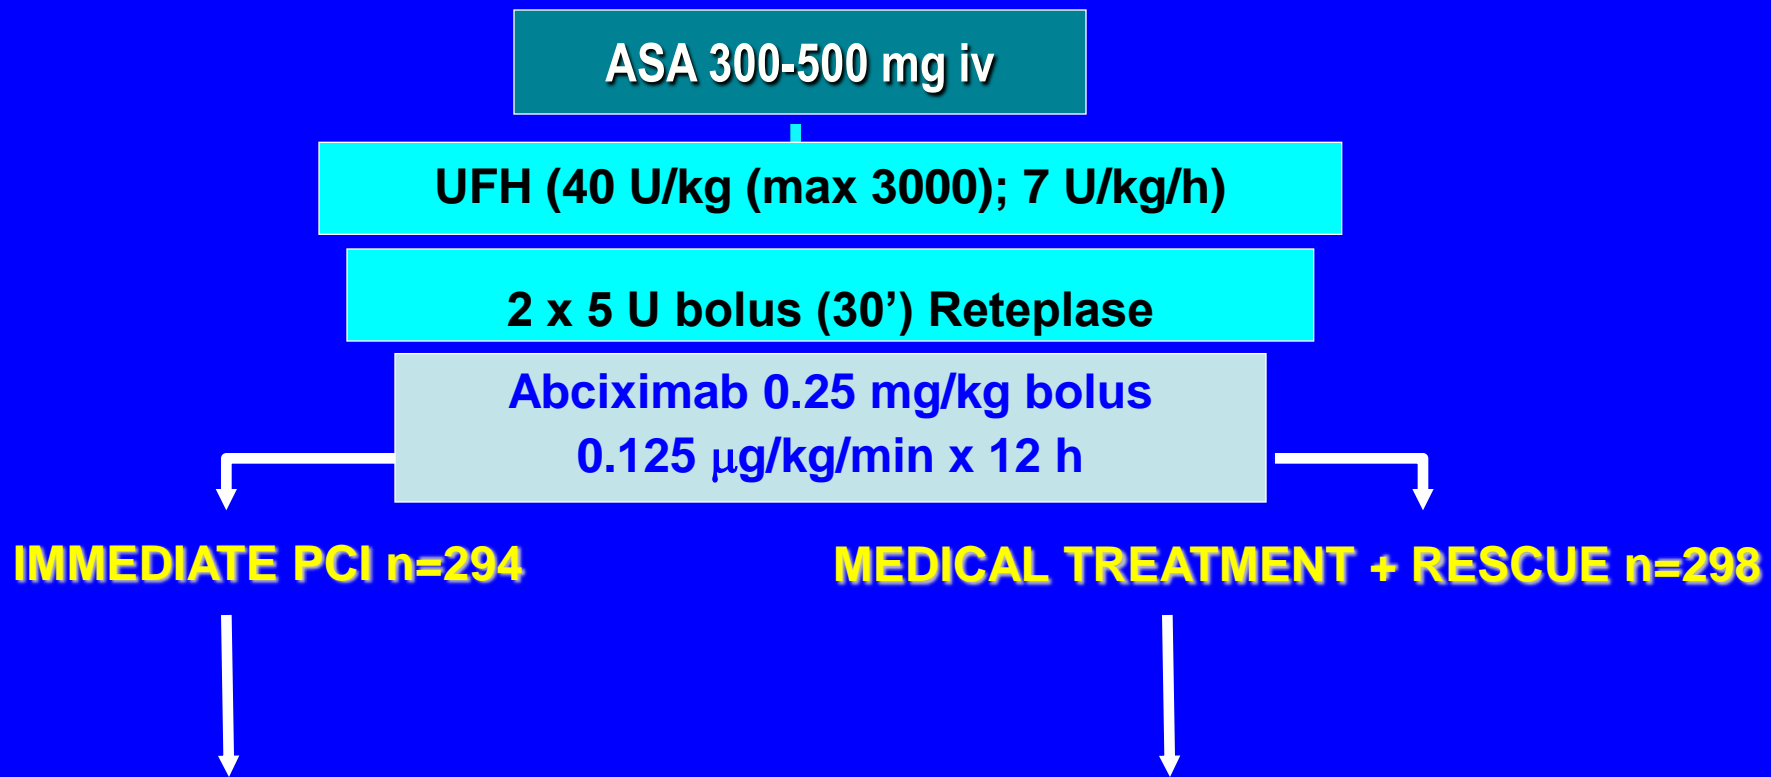 ASA 300-500 mg iv
UFH (40 U/kg (max 3000); 7 U/kg/h)
2 x 5 U bolus (30’) Reteplase
Abciximab 0.25 mg/kg bolus
0.125 μg/kg/min x 12 h
IMMEDIATE PCI n=294
MEDICAL TREATMENT + RESCUE n=298